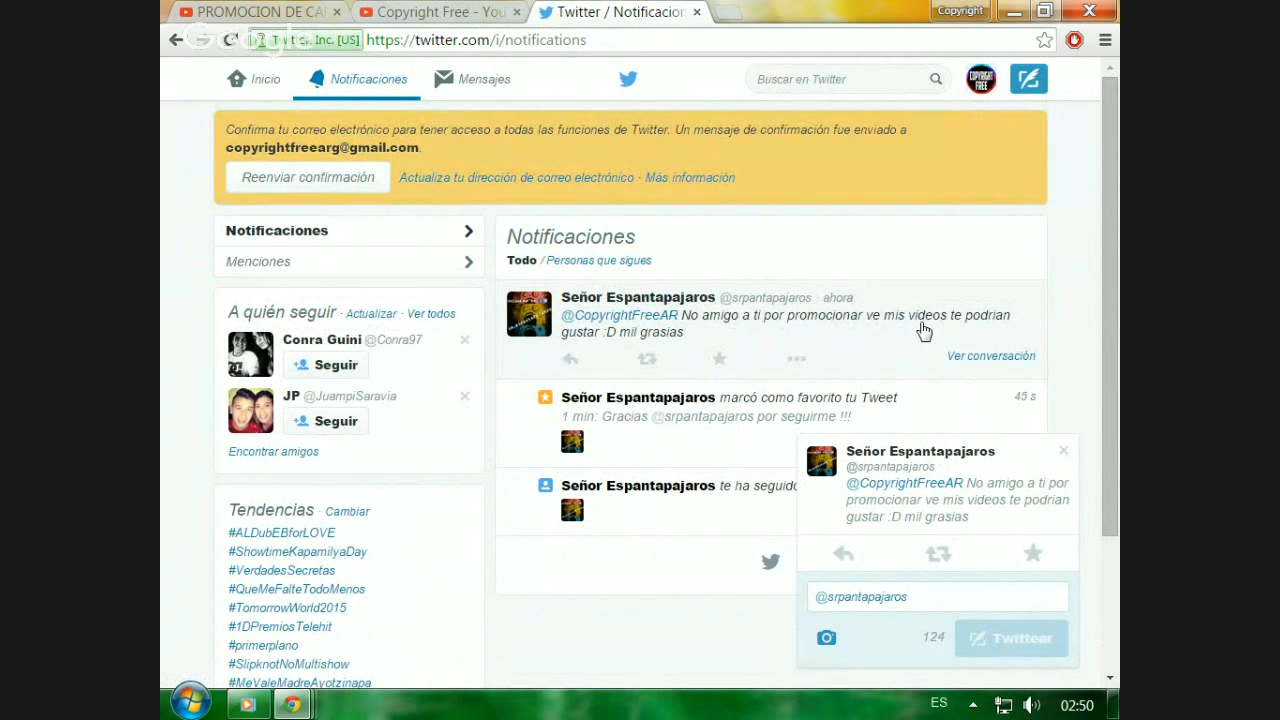 PROMOCION DE CA
Copyright Free - You
Twitter / Notificacion
Copyright
Google
Twitter, Inc. [US]
https://twitter.com/i/notifications
Inicio
Notificaciones
Mensajes
Buscar en Twitter
COPYRIGHT
FREE
Confirma tu correo electrónico para tener acceso a todas las funciones de Twitter. Un mensaje de confirmación fue enviado a
copyrightfreearg@gmail.com.
Reenviar confirmación
Actualiza tu dirección de correo electrónico · Más información
Notificaciones
Menciones
A quién seguir · Actualizar · Ver todos
Conra Guini @Conra97
Seguir
JP @JuampiSaravia
Seguir
Encontrar amigos
Tendencias · Cambiar
#ALDubEBforLOVE
#ShowtimeKapamilyaDay
#VerdadesSecretas
#QueMeFalteTodoMenos
#TomorrowWorld2015
#1DPremiosTelehit
#primerplano
#SlipknotNoMultishow
#MeValeMadreAyotzinapa
Notificaciones
Todo / Personas que sigues
Señor Espantapajaros @srpantapajaros · ahora
@CopyrightFreeAR No amigo a ti por promocionar ve mis videos te podrian
gustar :D mil grasias
Ver conversación
Señor Espantapajaros marcó como favorito tu Tweet
45 s
1 min: Gracias @srpantapajaros por seguirme !!!
Señor Espantapajaros te ha seguido
Señor Espantapajaros
@srpantapajaros
@CopyrightFreeAR No amigo a ti por
promocionar ve mis videos te podrian
gustar :D mil grasias
@srpantapajaros
124
Twittear
ES
02:50